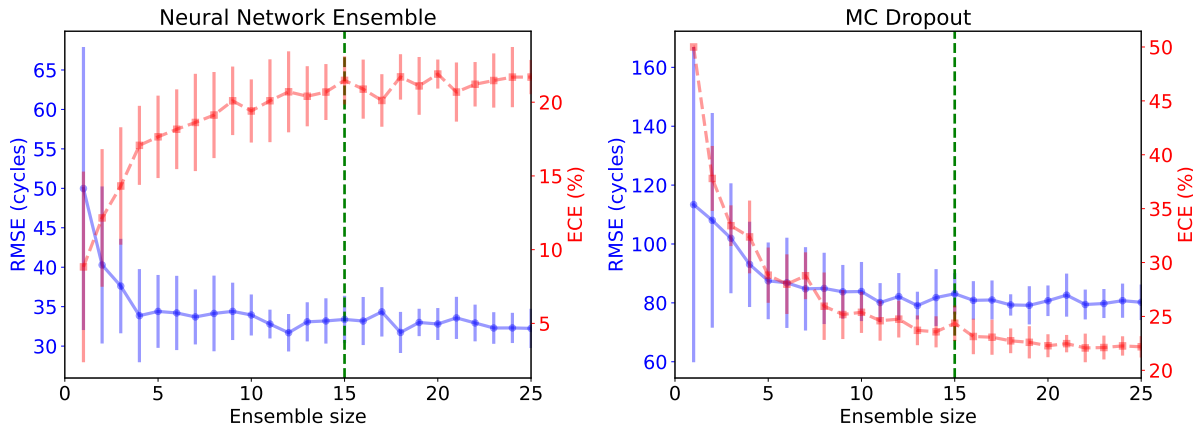 Neural Network Ensemble
RMSE (cycles)
65
60
55
50
45
40
35
30
0 5 10 15 20 25
Ensemble size
20
15
10
5
ECE (%)
MC Dropout
RMSE (cycles)
160
140
120
100
80
60
0 5 10 15 20 25
Ensemble size
50
45
40
35
30
25
20
ECE (%)